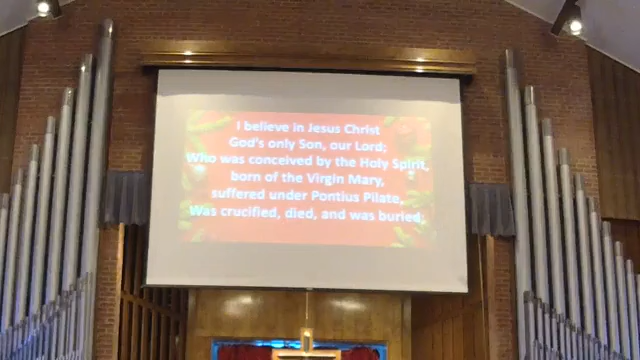 I believe in Jesus Christ
God's only Son, our Lord;
Who was conceived by the Holy Spirit,
born of the Virgin Mary,
suffered under Pontius Pilate,
Was crucified, died, and was buried;